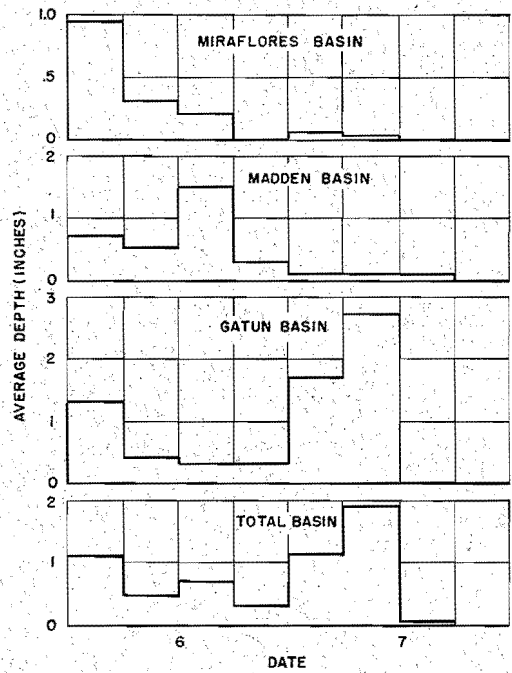 1.0
MIRAFLORES BASIN
.5
0
2
MADDEN BASIN
1
0
3
GATUN BASIN
2
1
0
2
TOTAL BASIN
1
0
AVERAGE DEPTH (INCHES)
6 7
DATE